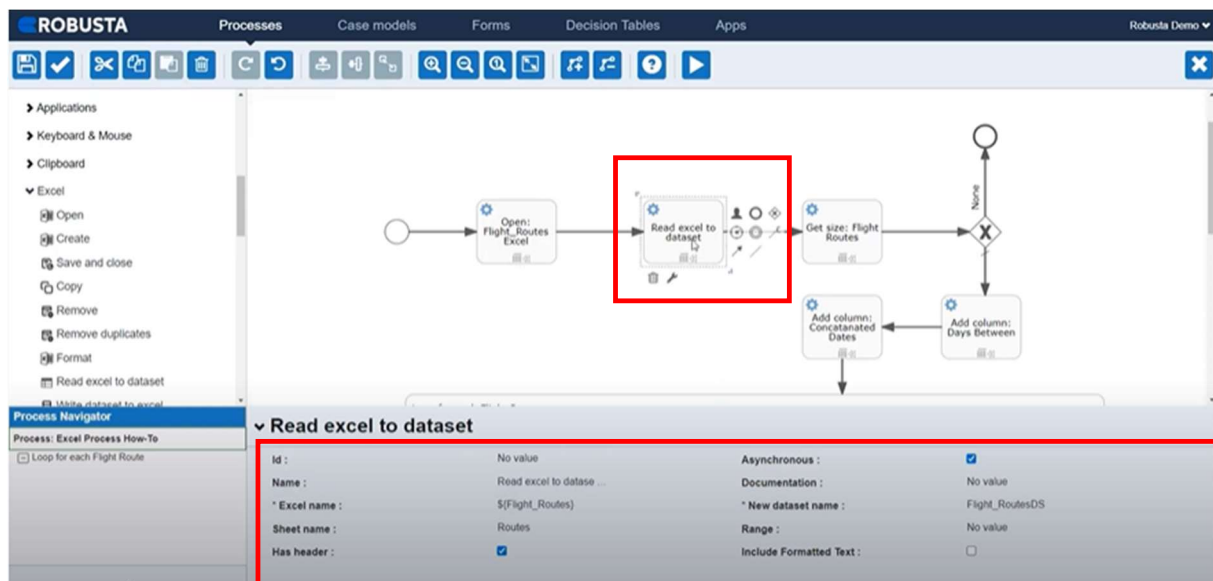 ROBUSTA Processes Case models Forms Decision Tables Apps Robusta Demo
Applications
Keyboard & Mouse
Clipboard
Excel
Open
Create
Save and close
Copy
Remove
Remove duplicates
Format
Read excel to dataset
Write dataset to excel
Open:
Flight_Routes
Excel
Read excel to
dataset
Get size: Flight
Routes
None
X
Add column:
Concatanated
Dates
Add column:
Days Between
Process Navigator
Process: Excel Process How-To
Loop for each Flight Route
Read excel to dataset
Id : No value Asynchronous :
Name : Read excel to datase ... Documentation : No value
* Excel name : ${Flight_Routes} * New dataset name : Flight_RoutesDS
Sheet name : Routes Range : No value
Has header : Include Formatted Text :